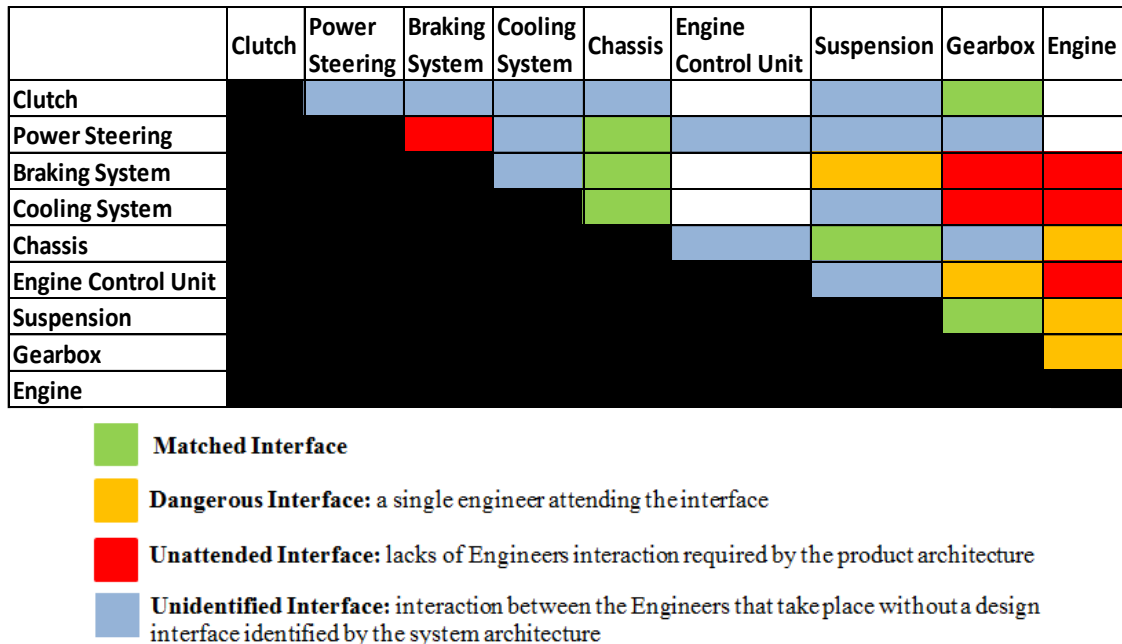 Clutch Power Steering Braking System Cooling System Chassis Engine Control Unit Suspension Gearbox Engine
Clutch
Power Steering
Braking System
Cooling System
Chassis
Engine Control Unit
Suspension
Gearbox
Engine
Matched Interface
Dangerous Interface: a single engineer attending the interface
Unattended Interface: lacks of Engineers interaction required by the product architecture
Unidentified Interface: interaction between the Engineers that take place without a design
interface identified by the system architecture